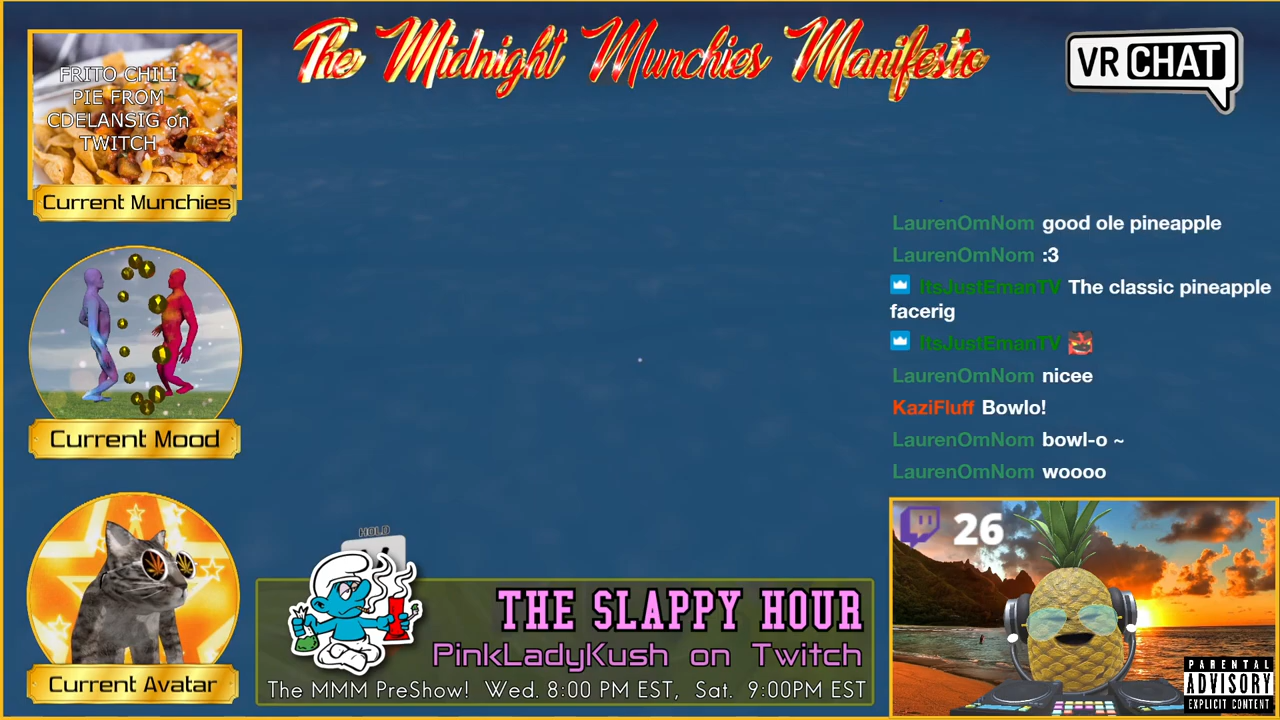 The Midnight Munchies Manifesto
VR CHAT
FRITO CHILI
PIE FROM
CDELANSIG on
TWITCH
Current Munchies
Current Mood
Current Avatar
LaurenOmNom good ole pineapple
LaurenOmNom :3
ItsJustEmanTV The classic pineapple
facerig
ItsJustEmanTV
LaurenOmNom nicee
KaziFluff Bowlo!
LaurenOmNom bowl-o ~
LaurenOmNom woooo
HOLD
THE SLAPPY HOUR
PinkLadyKush on Twitch
The MMM PreShow! Wed. 8:00 PM EST, Sat. 9:00PM EST
26
PARENTAL
ADVISORY
EXPLICIT CONTENT